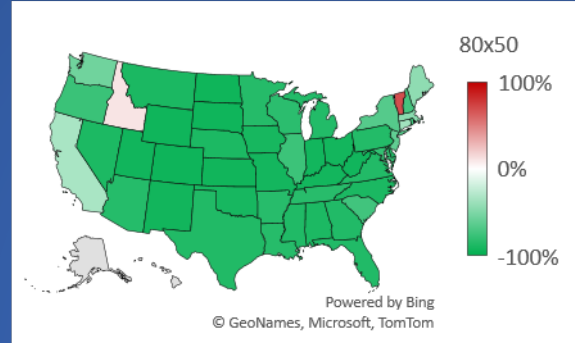 80x50
100%
0%
-100%
Powered by Bing
© GeoNames, Microsoft, TomTom